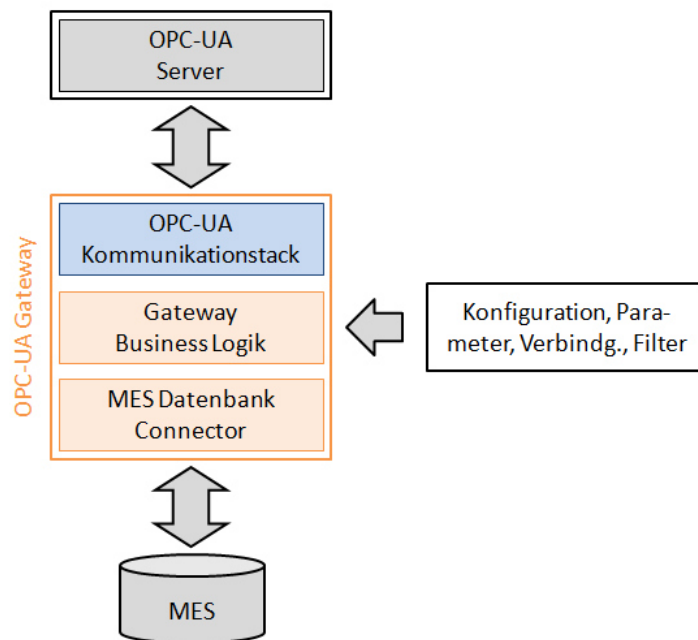 OPC-UA
Server
OPC-UA Gateway
OPC-UA
Kommunikationstack
Gateway
Business Logik
MES Datenbank
Connector
Konfiguration, Para-
meter, Verbindg., Filter
MES